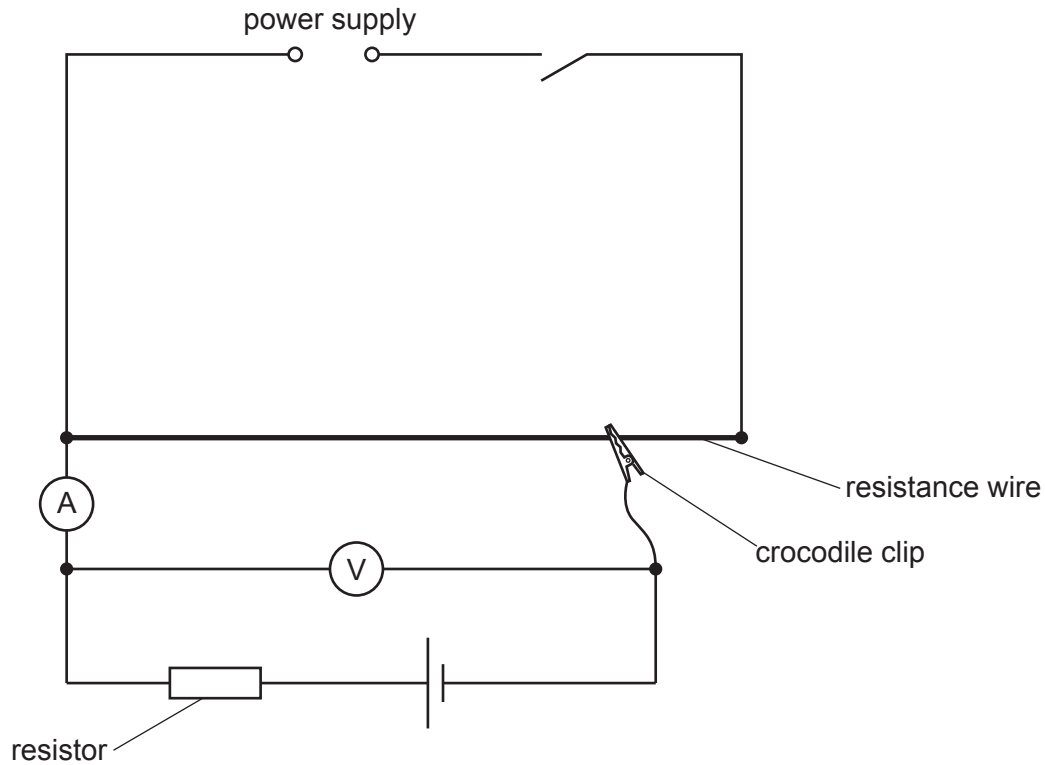 power supply
A
resistance wire
crocodile clip
V
resistor